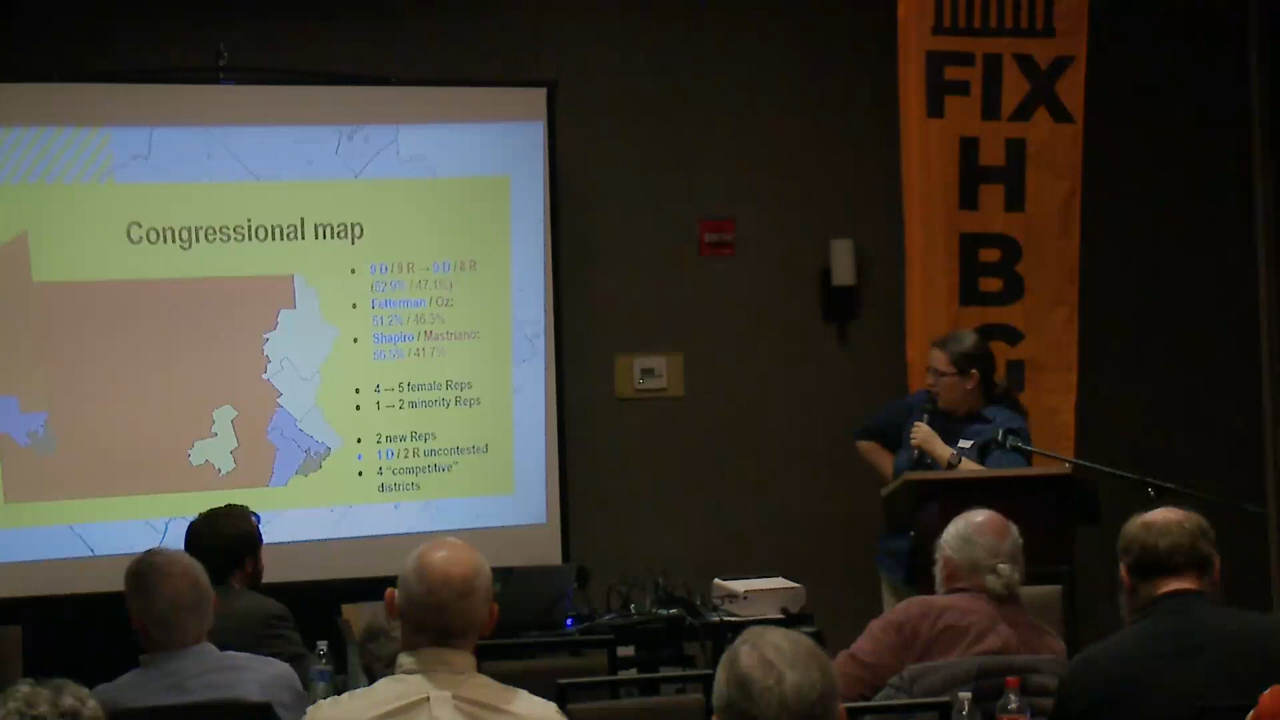 Congressional map
9 D / 9 R → 9 D / 8 R
(52.9% / 47.1%)
Fetterman / Oz:
51.2% / 46.3%
Shapiro / Mastriano:
56.5% / 41.7%
4 → 5 female Reps
1 → 2 minority Reps
2 new Reps
1 D / 2 R uncontested
4 “competitive”
districts
FIX
H
B
G